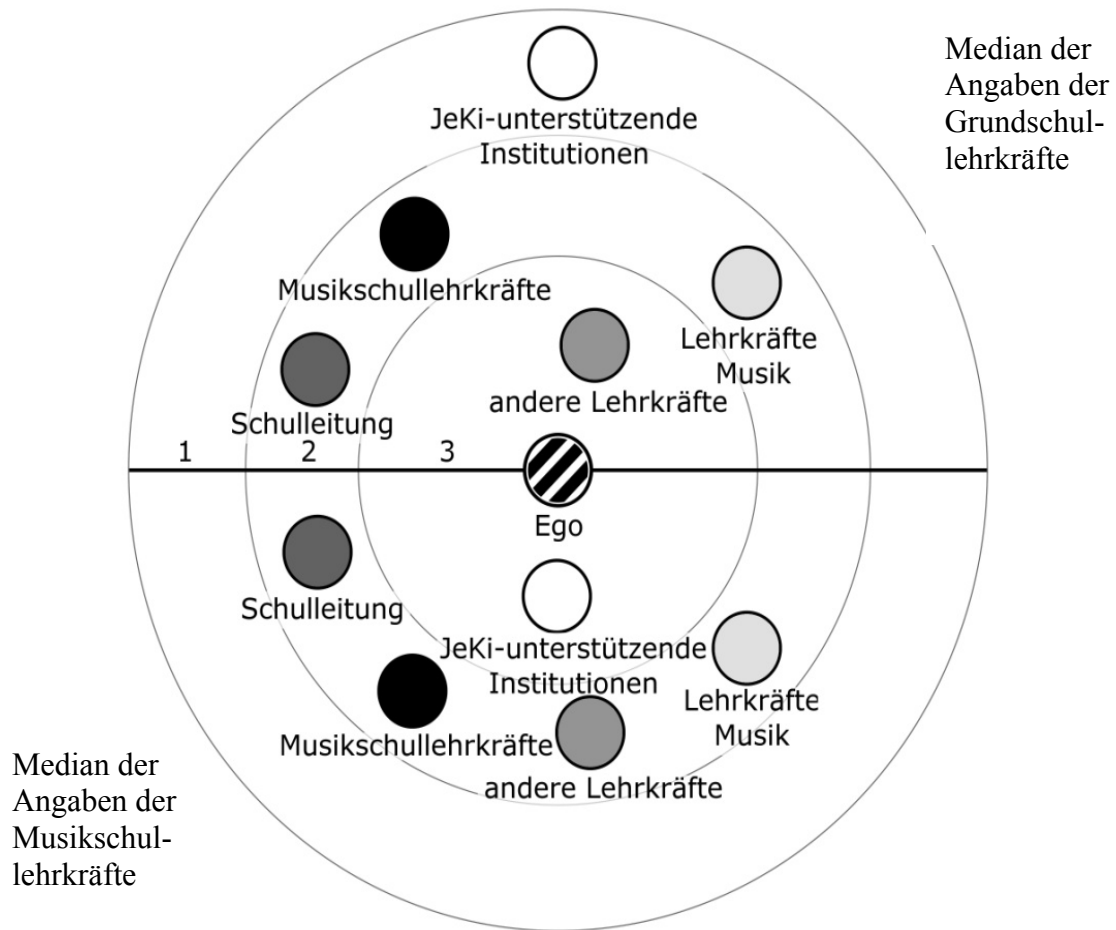 Median der
Angaben der
Grundschul-
lehrkräfte
JeKi-unterstützende
Institutionen
Musikschullehrkräfte
Lehrkräfte
Musik
andere Lehrkräfte
Schulleitung
1 2 3
Ego
Schulleitung
JeKi-unterstützende
Institutionen
Lehrkräfte
Musik
Musikschullehrkräfte
andere Lehrkräfte
Median der
Angaben der
Musikschul-
lehrkräfte